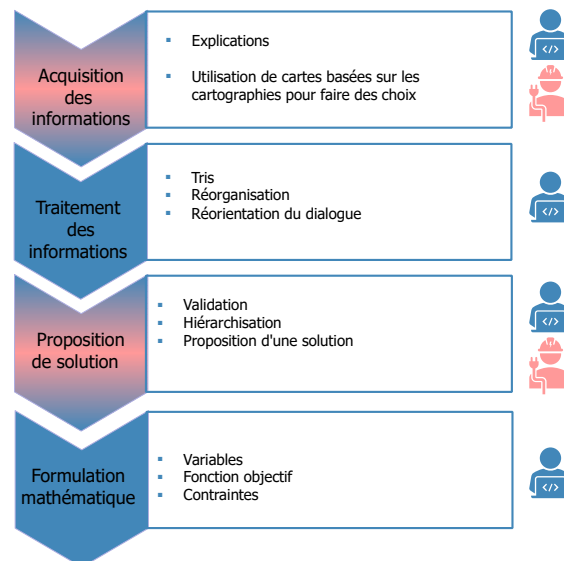 Acquisition
des
informations
▪ Explications
▪ Utilisation de cartes basées sur les
cartographies pour faire des choix
</>
Traitement
des
informations
▪ Tris
▪ Réorganisation
▪ Réorientation du dialogue
</>
Proposition
de solution
▪ Validation
▪ Hiérarchisation
▪ Proposition d'une solution
</>
Formulation
mathématique
▪ Variables
▪ Fonction objectif
▪ Contraintes
</>